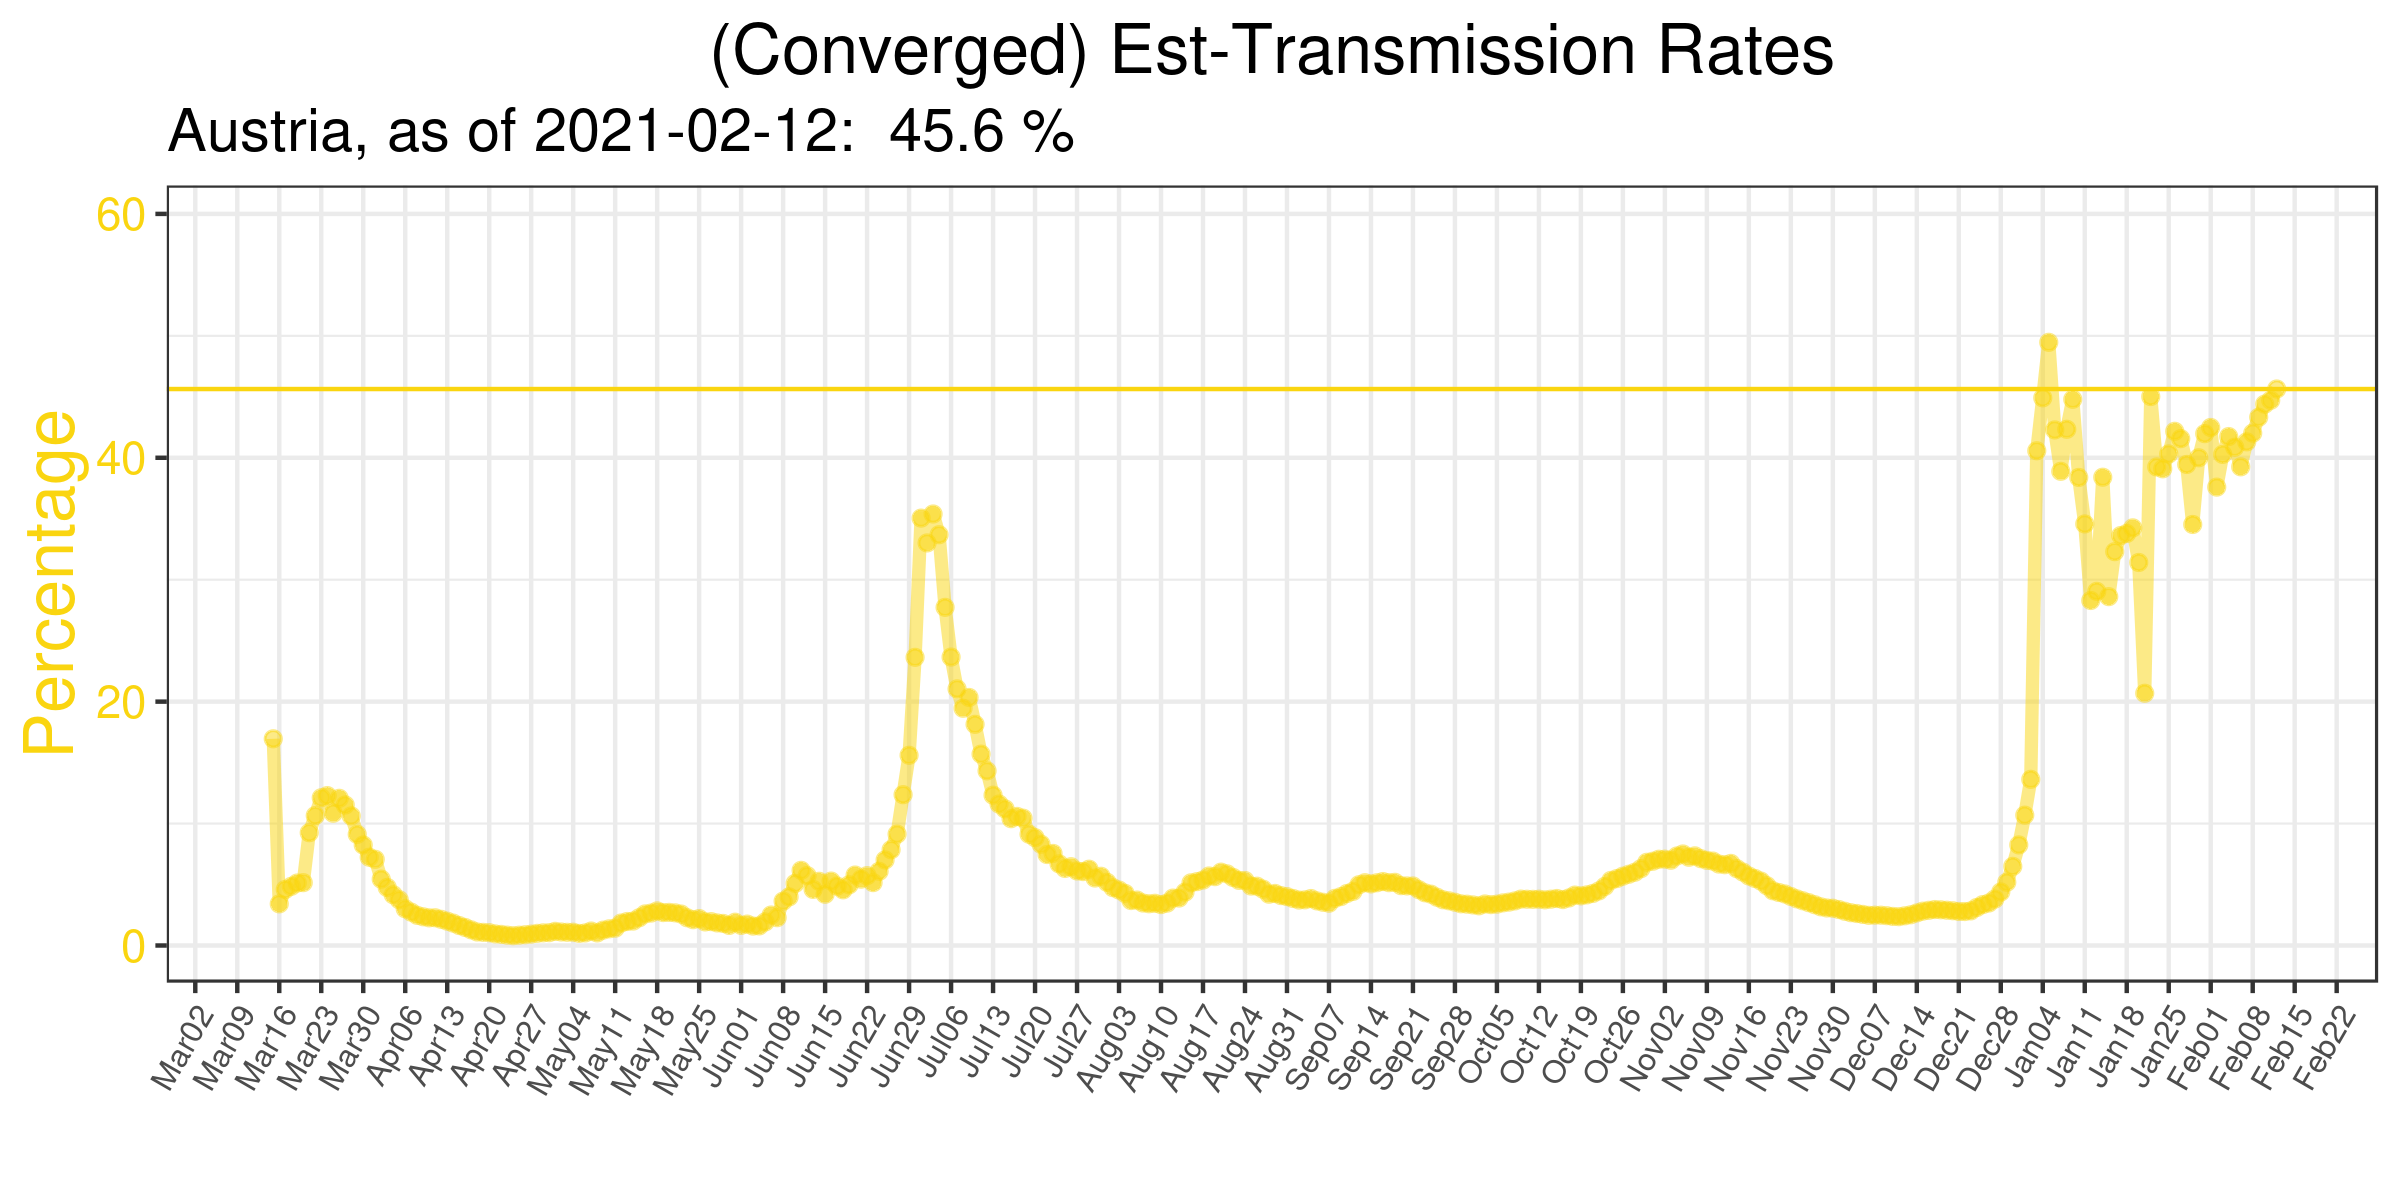 (Converged) Est-Transmission Rates
Austria, as of 2021-02-12:  45.6 %
Percentage
60
40
20
0
Mar02
Mar09
Mar16
Mar23
Mar30
Apr06
Apr13
Apr20
Apr27
May04
May11
May18
May25
Jun01
Jun08
Jun15
Jun22
Jun29
Jul06
Jul13
Jul20
Jul27
Aug03
Aug10
Aug17
Aug24
Aug31
Sep07
Sep14
Sep21
Sep28
Oct05
Oct12
Oct19
Oct26
Nov02
Nov09
Nov16
Nov23
Nov30
Dec07
Dec14
Dec21
Dec28
Jan04
Jan11
Jan18
Jan25
Feb01
Feb08
Feb15
Feb22